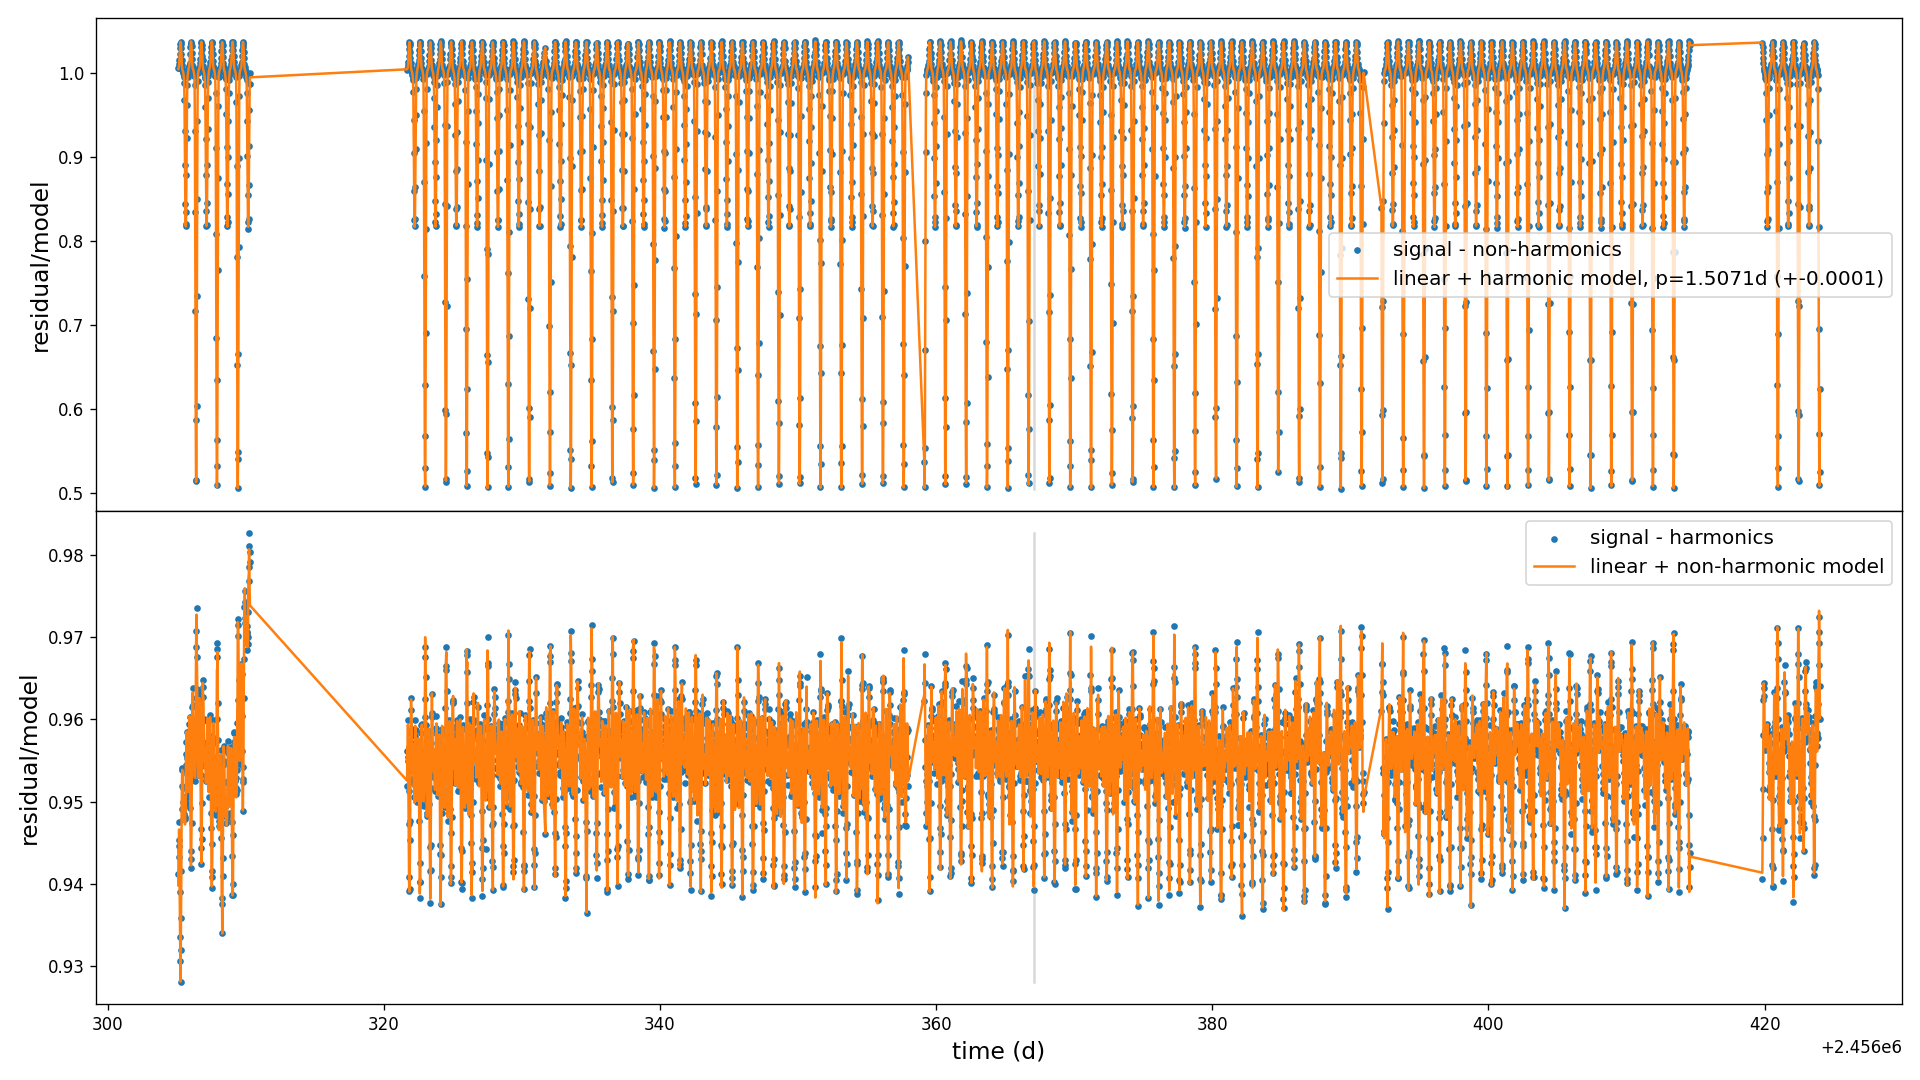 1.0
0.9
0.8
0.7
0.6
0.5
residual/model
signal - non-harmonics
linear + harmonic model, p=1.5071d (+-0.0001)
0.98
0.97
0.96
0.95
0.94
0.93
residual/model
signal - harmonics
linear + non-harmonic model
300 320 340 360 380 400 420
time (d)
+2.456e6